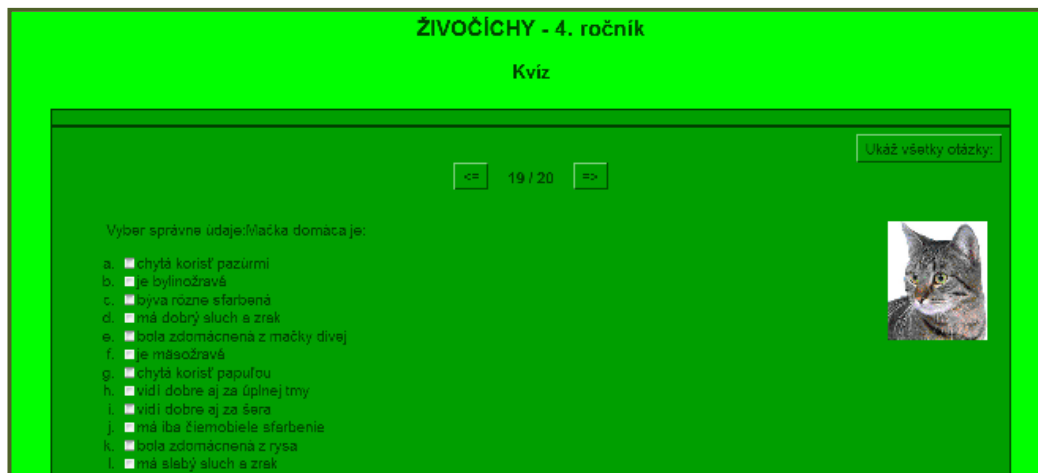 ŽIVOČÍCHY - 4. ročník
Kvíz
Ukáž všetky otázky:
<= 19 / 20 =>
Vyber správne údaje:Mačka domáca je:
a. chytá korisť pazúrmi
b. je bylinožravá
c. býva rôzne sfarbená
d. má dobrý sluch a zrak
e. bola zdomácnená z mačky divej
f. je mäsožravá
g. chytá korisť papuľou
h. vidí dobre aj za úplnej tmy
i. vidí dobre aj za šera
j. má iba čiernobiele sfarbenie
k. bola zdomácnená z rysa
l. má slabý sluch a zrak